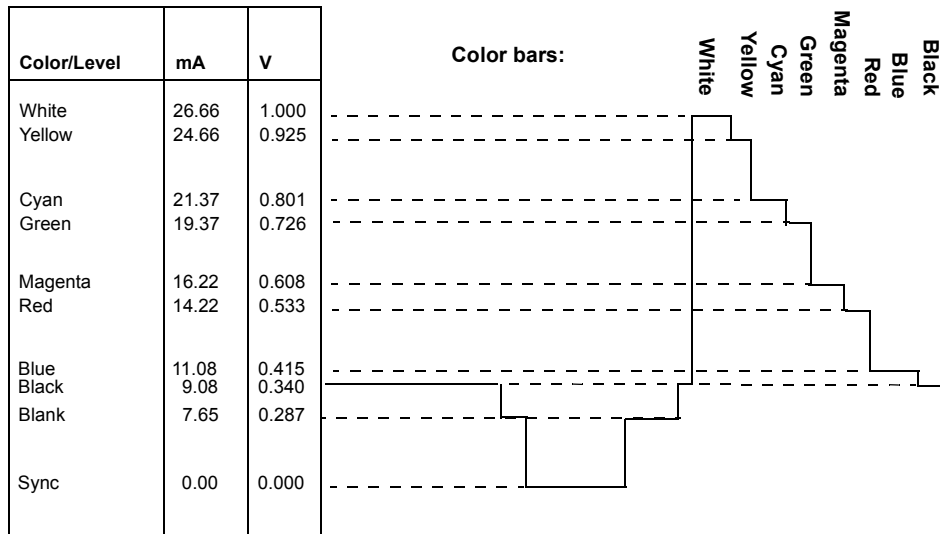 Color/Level mA V
White 26.66 1.000
Yellow 24.66 0.925
Cyan 21.37 0.801
Green 19.37 0.726
Magenta 16.22 0.608
Red 14.22 0.533
Blue 11.08 0.415
Black 9.08 0.340
Blank 7.65 0.287
Sync 0.00 0.000
Color bars:
White
Yellow
Cyan
Green
Magenta
Red
Blue
Black